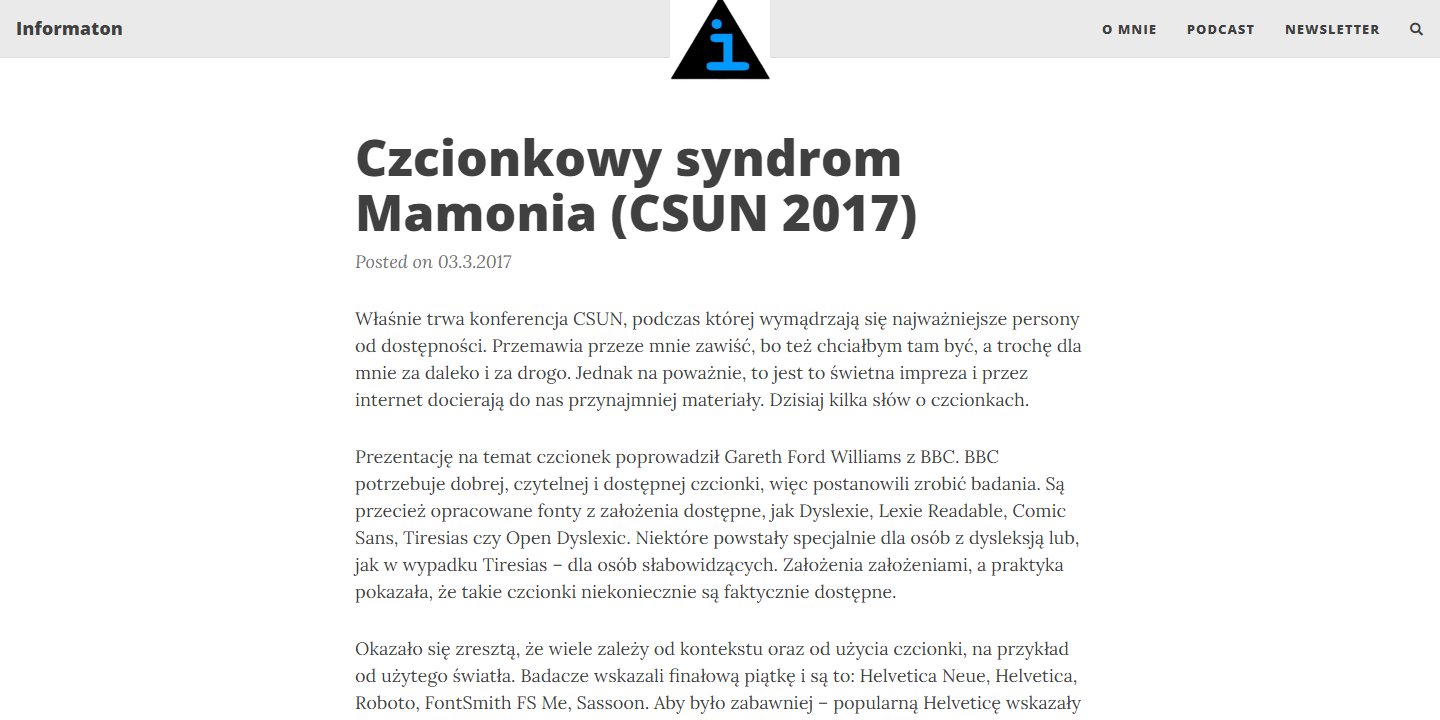 Informaton
i
O MNIE
PODCAST
NEWSLETTER
Czcionkowy syndrom
Mamonia (CSUN 2017)
Posted on 03.3.2017
Właśnie trwa konferencja CSUN, podczas której wymądrzają się najważniejsze persony
od dostępności. Przemawia przeze mnie zawiść, bo też chciałbym tam być, a trochę dla
mnie za daleko i za drogo. Jednak na poważnie, to jest to świetna impreza i przez
internet docierają do nas przynajmniej materiały. Dzisiaj kilka słów o czcionkach.
Prezentację na temat czcionek poprowadził Gareth Ford Williams z BBC. BBC
potrzebuje dobrej, czytelnej i dostępnej czcionki, więc postanowili zrobić badania. Są
przecież opracowane fonty z założenia dostępne, jak Dyslexie, Lexie Readable, Comic
Sans, Tiresias czy Open Dyslexic. Niektóre powstały specjalnie dla osób z dysleksją lub,
jak w wypadku Tiresias – dla osób słabowidzących. Założenia założeniami, a praktyka
pokazała, że takie czcionki niekoniecznie są faktycznie dostępne.
Okazało się zresztą, że wiele zależy od kontekstu oraz od użycia czcionki, na przykład
od użytego światła. Badacze wskazali finałową piątkę i są to: Helvetica Neue, Helvetica,
Roboto, FontSmith FS Me, Sassoon. Aby było zabawniej – popularną Helveticę wskazały